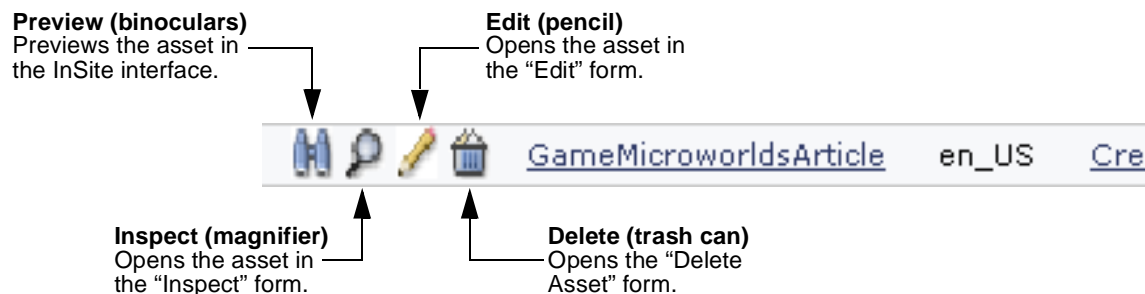 Preview (binoculars)
Previews the asset in
the InSite interface.
Edit (pencil)
Opens the asset in
the “Edit” form.
GameMicroworldsArticle en_US Cre
Inspect (magnifier)
Opens the asset in
the “Inspect” form.
Delete (trash can)
Opens the “Delete
Asset” form.